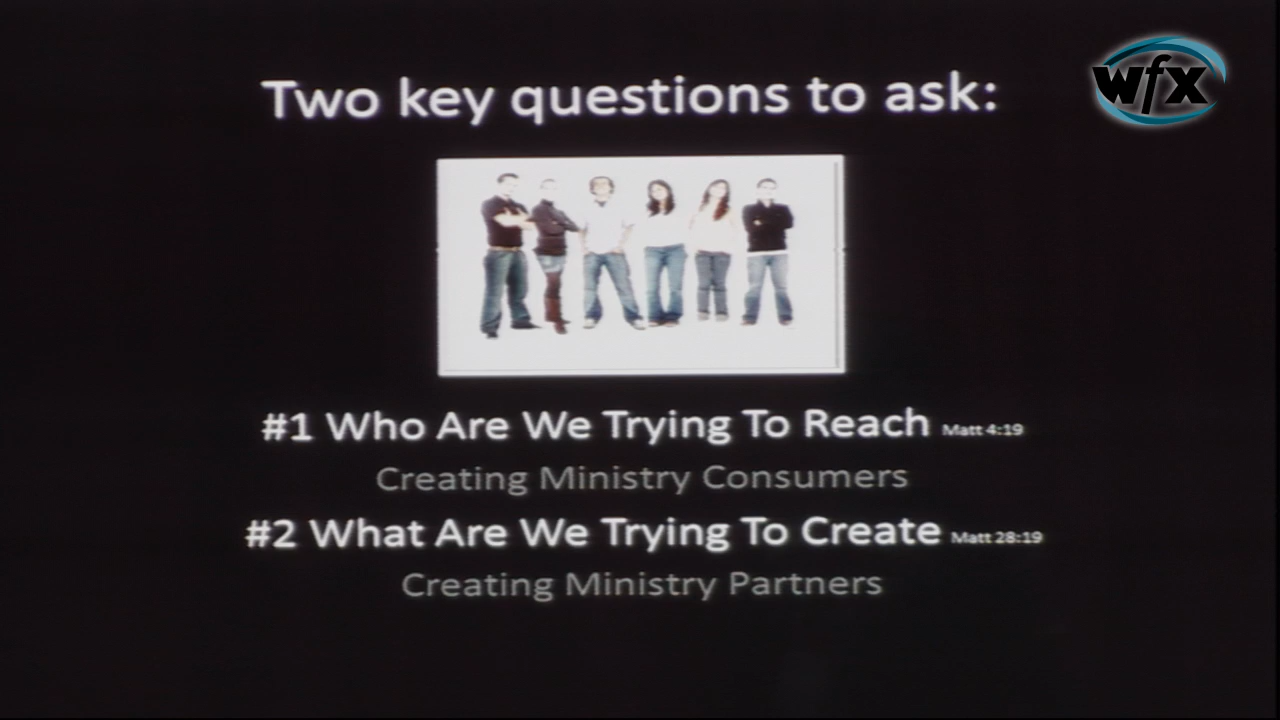 wfx
Two key questions to ask:
#1 Who Are We Trying To Reach Matt 4:19
Creating Ministry Consumers
#2 What Are We Trying To Create Matt 28:19
Creating Ministry Partners